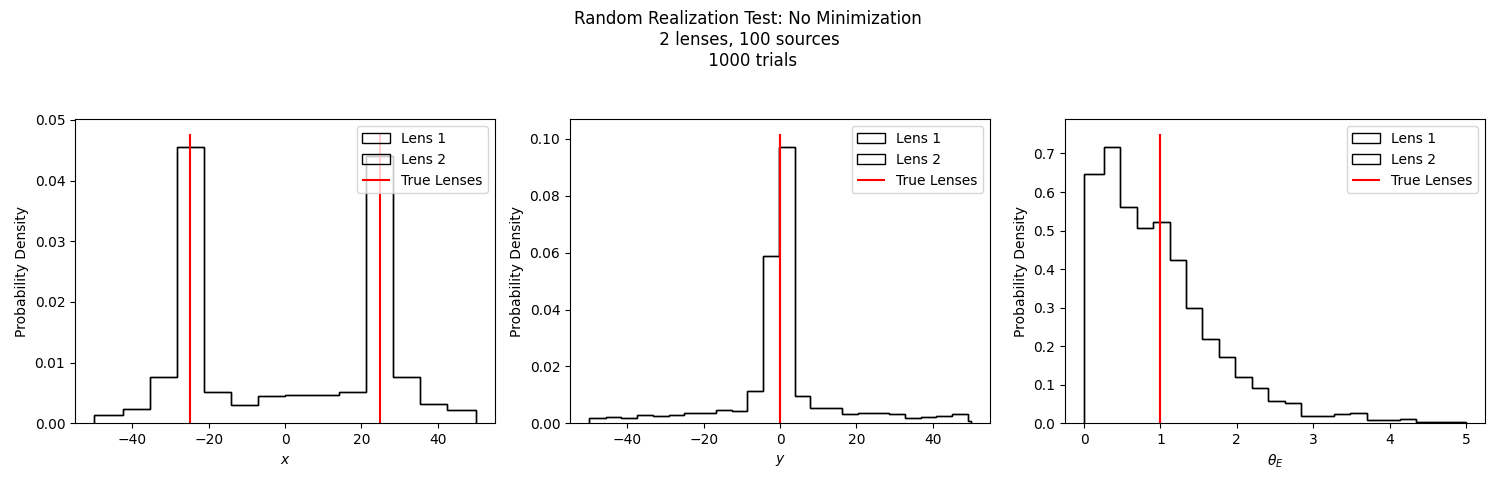 Random Realization Test: No Minimization
2 lenses, 100 sources
1000 trials
Probability Density
0.05
0.04
0.03
0.02
0.01
0.00
−40
−20
0
20
40
x
Lens 1
Lens 2
True Lenses
Probability Density
0.10
0.08
0.06
0.04
0.02
0.00
−40
−20
0
20
40
y
Lens 1
Lens 2
True Lenses
Probability Density
0.7
0.6
0.5
0.4
0.3
0.2
0.1
0.0
0
1
2
3
4
5
θ_E
Lens 1
Lens 2
True Lenses